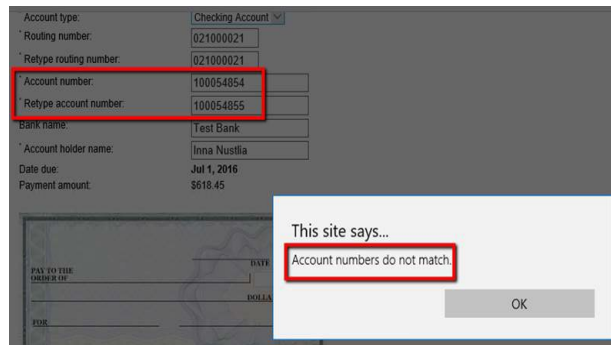 Account type: Checking Account
* Routing number: 021000021
* Retype routing number: 021000021
* Account number: 100054854
* Retype account number: 100054855
Bank name: Test Bank
* Account holder name: Inna Nustlia
Date due: Jul 1, 2016
Payment amount: $618.45
This site says...
Account numbers do not match.
OK
DATE
PAY TO THE
ORDER OF
DOLLA
FOR